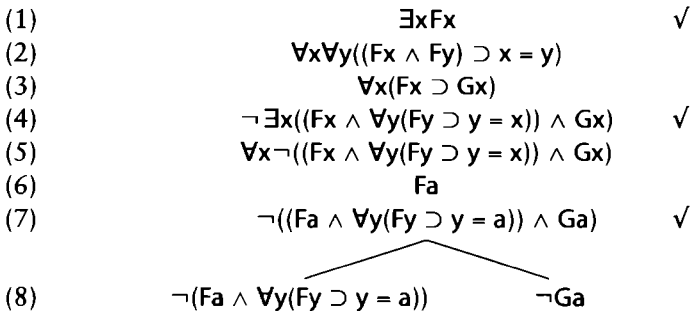 (1) ∃xFx √
(2) ∀x∀y((Fx ∧ Fy) ⊃ x = y)
(3) ∀x(Fx ⊃ Gx)
(4) ¬∃x((Fx ∧ ∀y(Fy ⊃ y = x)) ∧ Gx) √
(5) ∀x¬((Fx ∧ ∀y(Fy ⊃ y = x)) ∧ Gx)
(6) Fa
(7) ¬((Fa ∧ ∀y(Fy ⊃ y = a)) ∧ Ga) √
(8) ¬(Fa ∧ ∀y(Fy ⊃ y = a)) ¬Ga